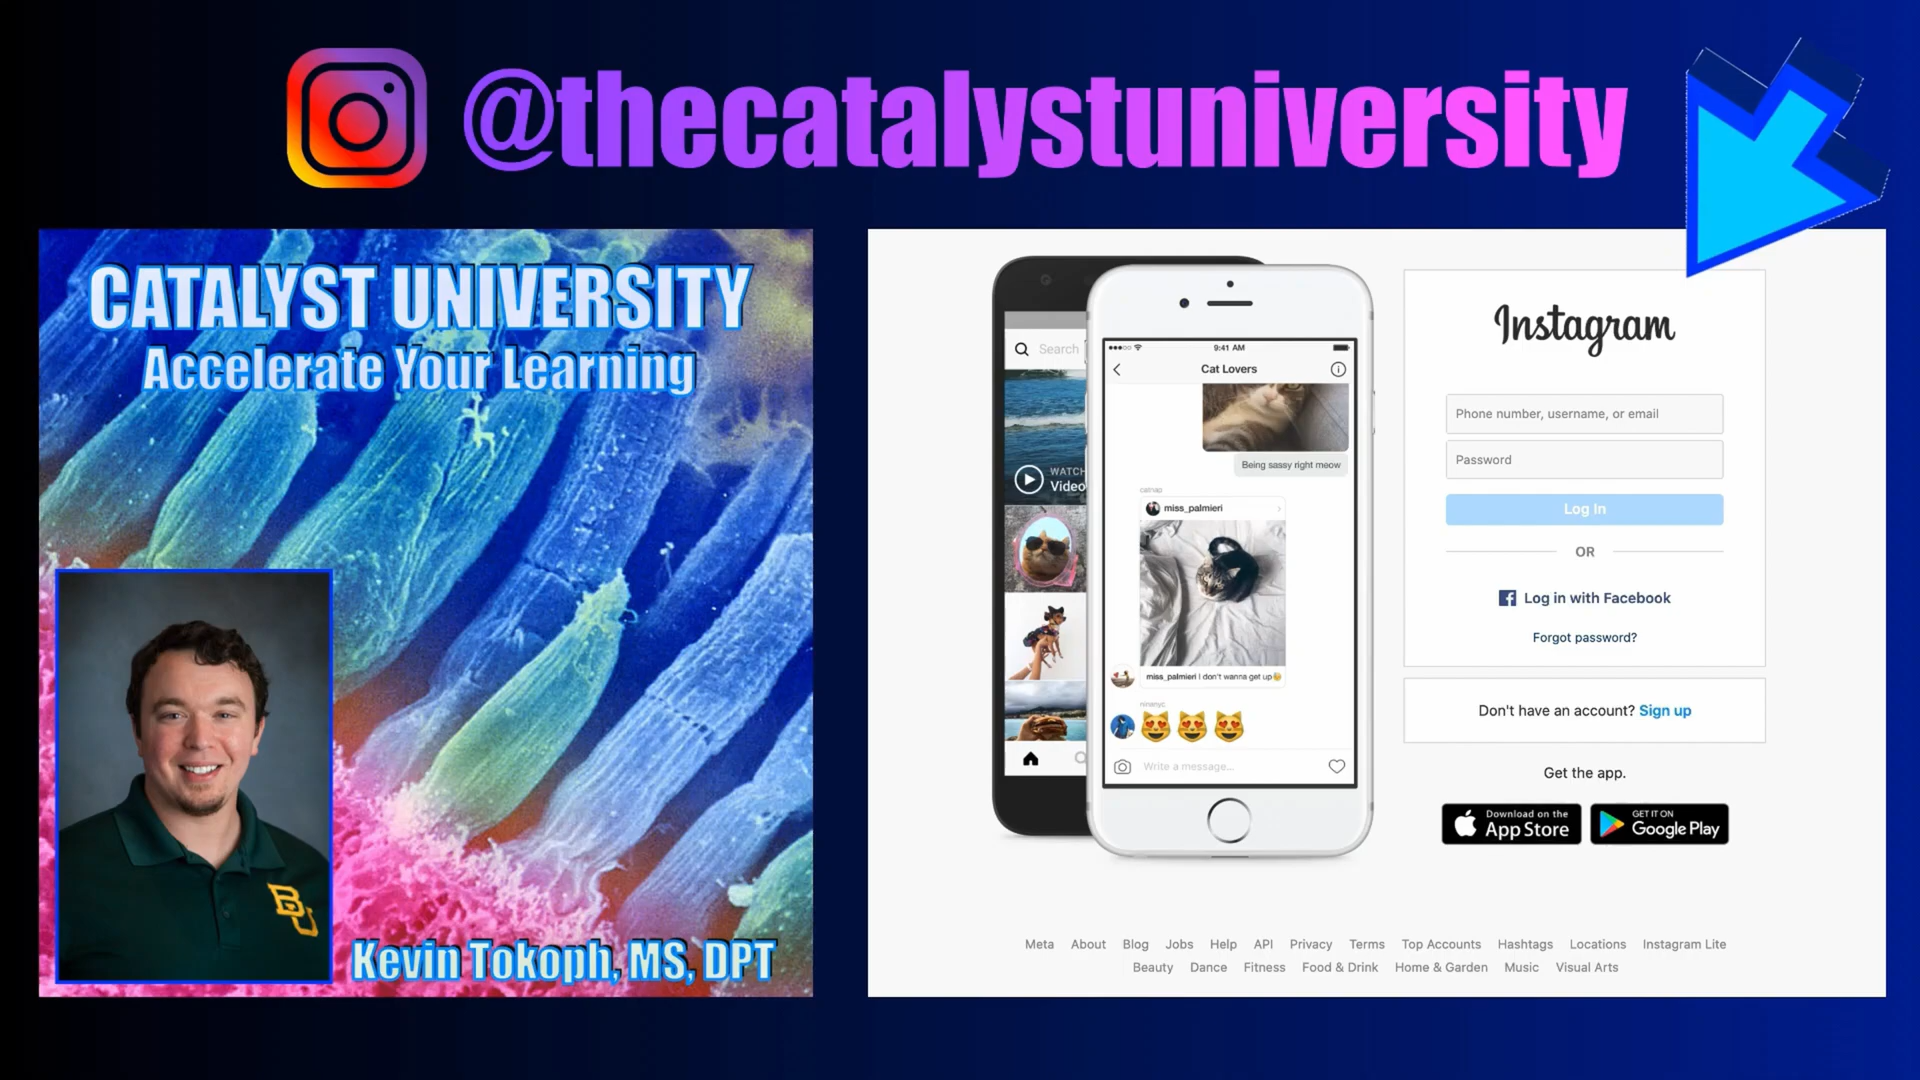 @thecatalystuniversity
CATALYST UNIVERSITY
Accelerate Your Learning
BU
Kevin Tokoph, MS, DPT
Search
WATCH
Video
9:41 AM
Cat Lovers
Being sassy right meow
catnap
miss_palmieri
miss_palmieri I don't wanna get up
ninanyc
Write a message...
Instagram
Phone number, username, or email
Password
Log In
OR
Log in with Facebook
Forgot password?
Don't have an account? Sign up
Get the app.
Download on the
App Store
GET IT ON
Google Play
Meta About Blog Jobs Help API Privacy Terms Top Accounts Hashtags Locations Instagram Lite
Beauty Dance Fitness Food & Drink Home & Garden Music Visual Arts